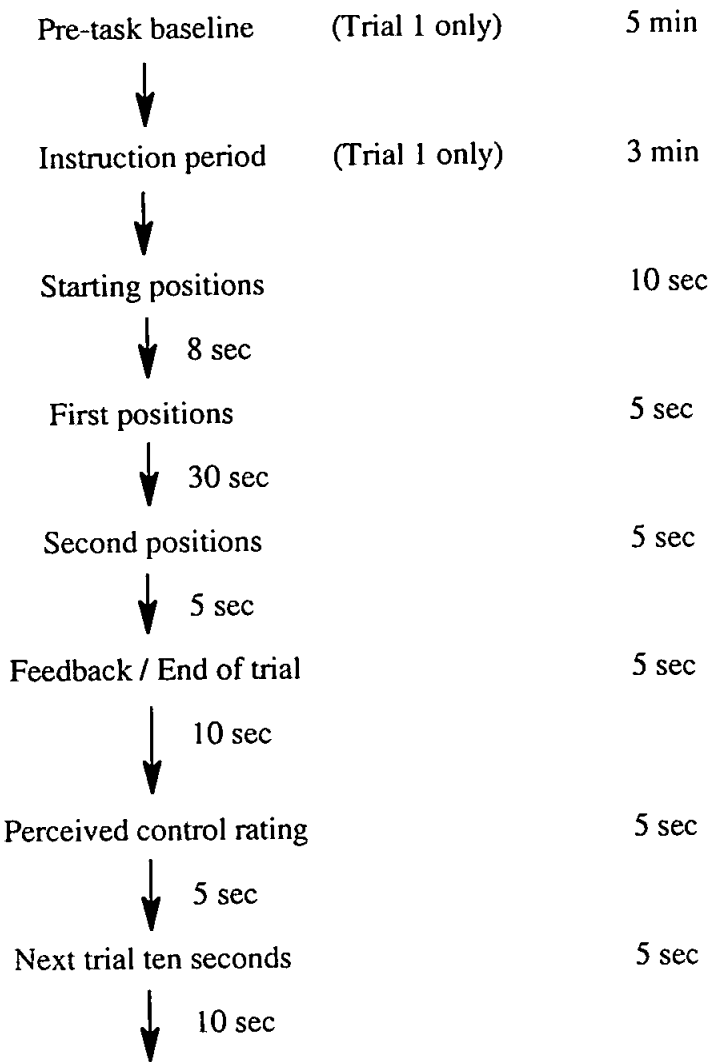 Pre-task baseline (Trial 1 only) 5 min
Instruction period (Trial 1 only) 3 min
Starting positions 10 sec
8 sec
First positions 5 sec
30 sec
Second positions 5 sec
5 sec
Feedback / End of trial 5 sec
10 sec
Perceived control rating 5 sec
5 sec
Next trial ten seconds 5 sec
10 sec